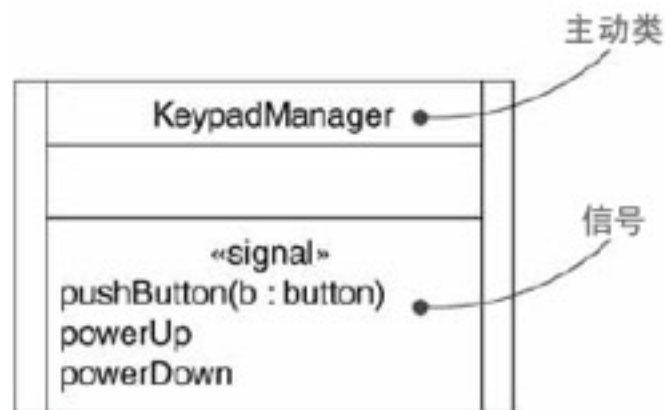 主动类
KeypadManager
信号
«signal»
pushButton(b : button)
powerUp
powerDown